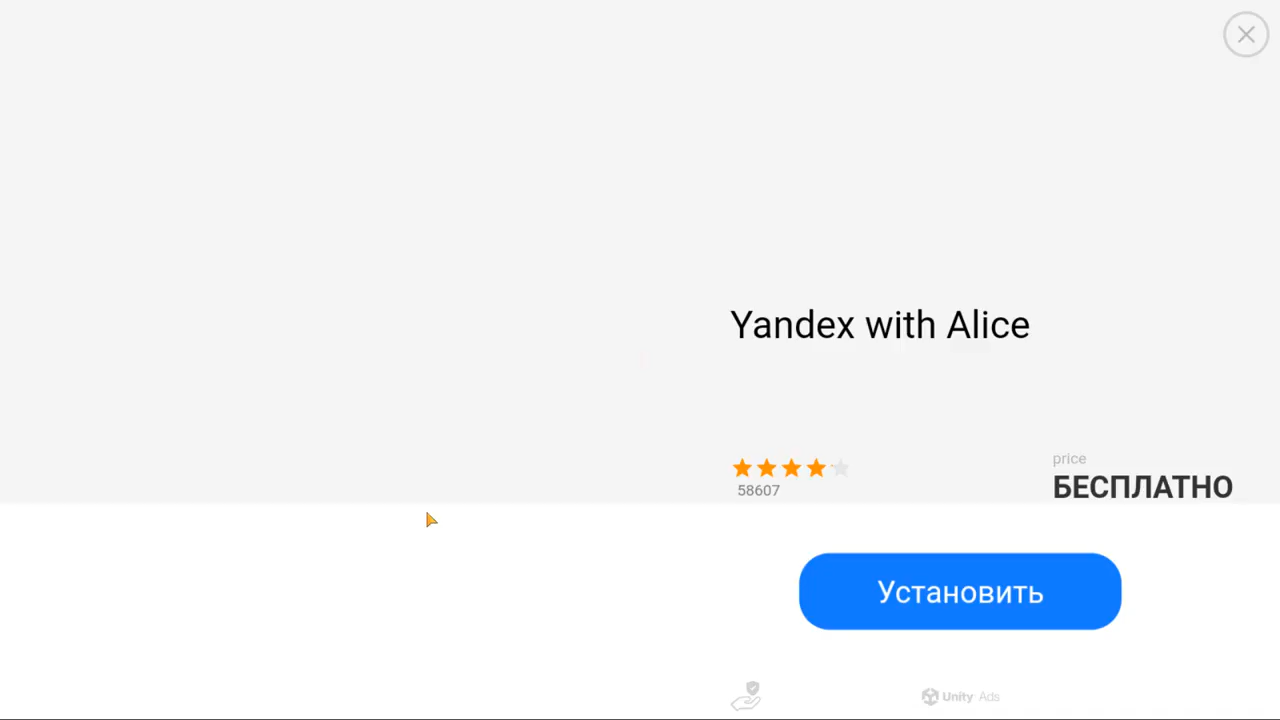 Yandex with Alice
price
58607
БЕСПЛАТНО
Установить
Unity Ads